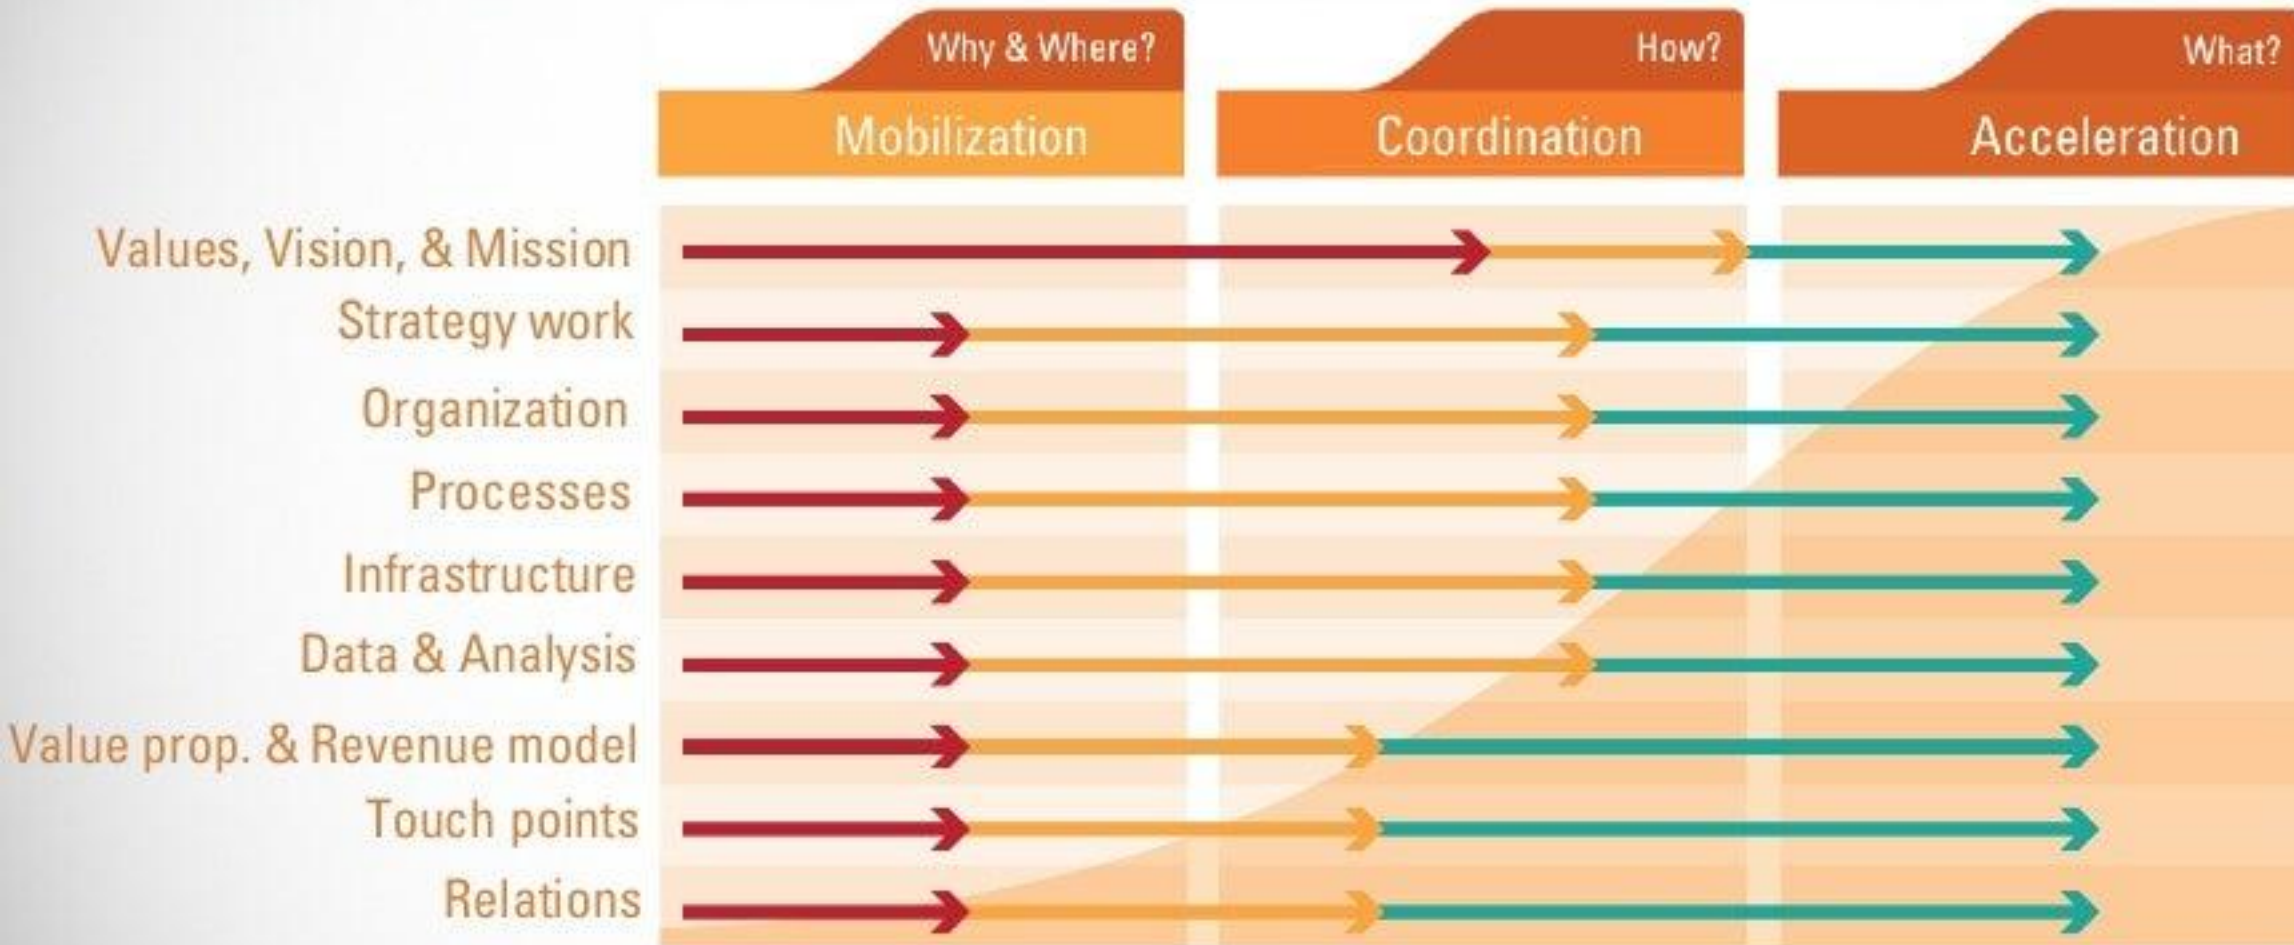 Why & Where?
How?
What?
Mobilization
Coordination
Acceleration
Values, Vision, & Mission
Strategy work
Organization
Processes
Infrastructure
Data & Analysis
Value prop. & Revenue model
Touch points
Relations